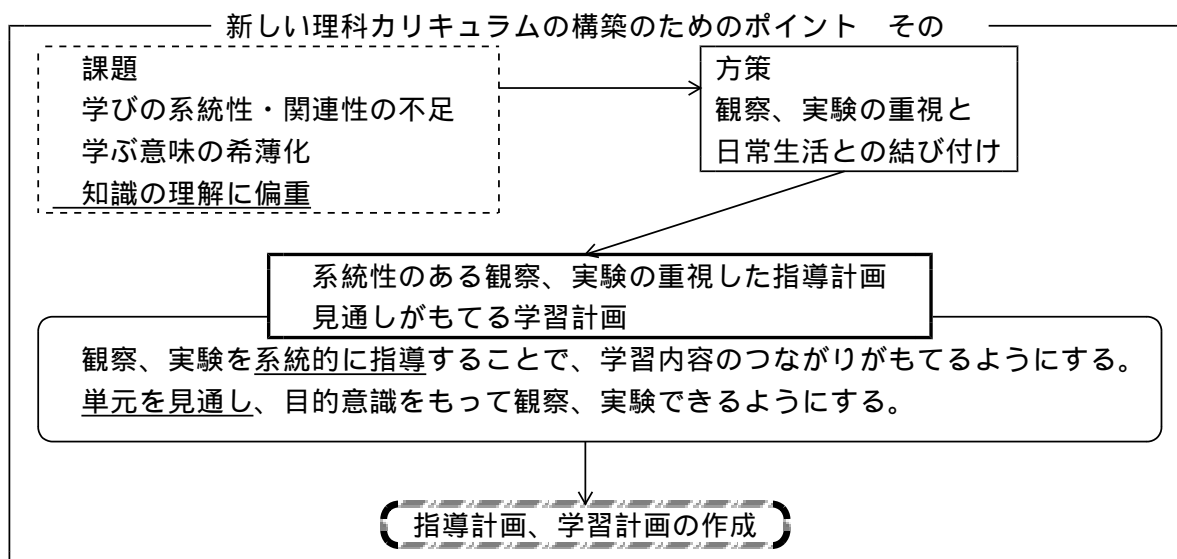 新しい理科カリキュラムの構築のためのポイント　その
課題
学びの系統性・関連性の不足
学ぶ意味の希薄化
知識の理解に偏重
方策
観察、実験の重視と
日常生活との結び付け
系統性のある観察、実験の重視した指導計画
見通しがもてる学習計画
観察、実験を系統的に指導することで、学習内容のつながりがもてるようにする。
単元を見通し、目的意識をもって観察、実験できるようにする。
指導計画、学習計画の作成